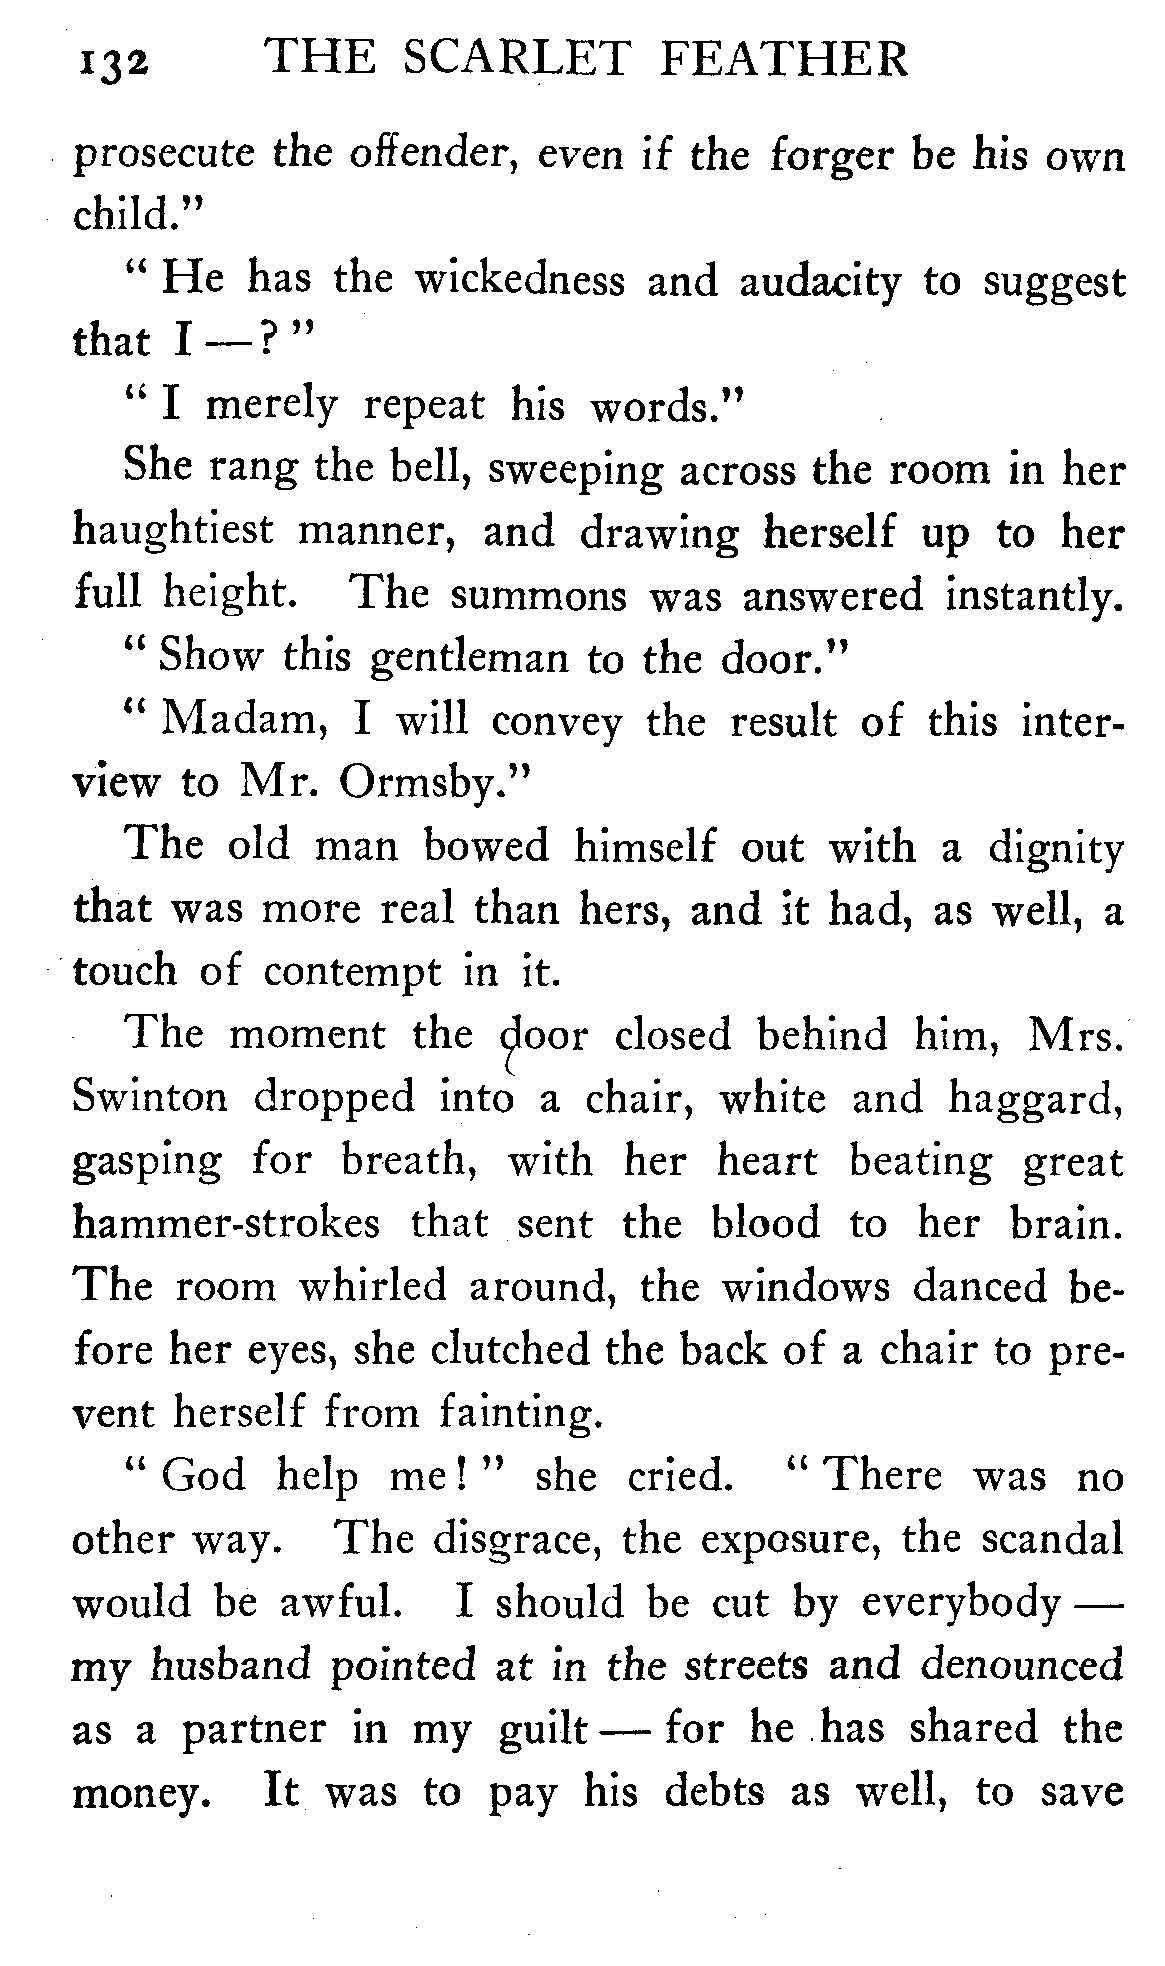 132 THE SCARLET FEATHER
prosecute the offender, even if the forger be his own
child."
" He has the wickedness and audacity to suggest
that I—? "
" I merely repeat his words."
She rang the bell, sweeping across the room in her
haughtiest manner, and drawing herself up to her
full height. The summons was answered instantly.
" Show this gentleman to the door."
" Madam, I will convey the result of this inter-
view to Mr. Ormsby."
The old man bowed himself out with a dignity
that was more real than hers, and it had, as well, a
touch of contempt in it.
The moment the door closed behind him, Mrs.
Swinton dropped into a chair, white and haggard,
gasping for breath, with her heart beating great
hammer-strokes that sent the blood to her brain.
The room whirled around, the windows danced be-
fore her eyes, she clutched the back of a chair to pre-
vent herself from fainting.
" God help me! " she cried. " There was no
other way. The disgrace, the exposure, the scandal
would be awful. I should be cut by everybody —
my husband pointed at in the streets and denounced
as a partner in my guilt — for he has shared the
money. It was to pay his debts as well, to save